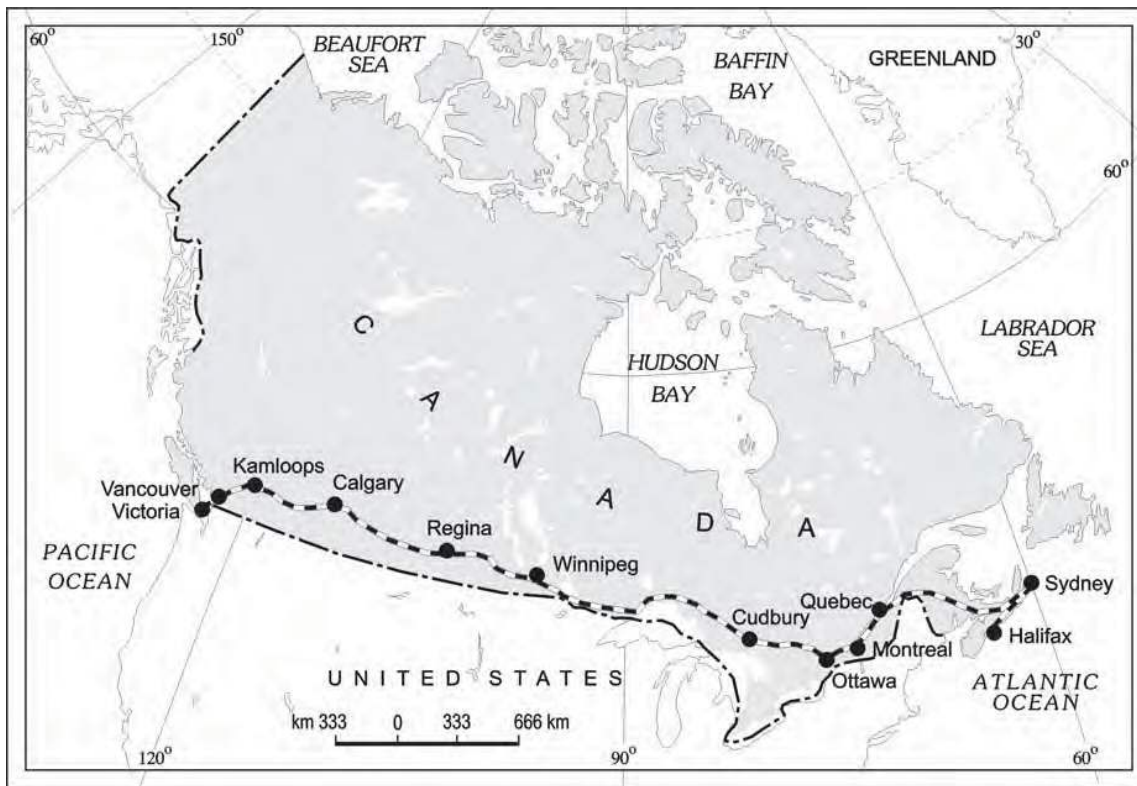 60°
150°
BEAUFORT
SEA
BAFFIN
BAY
GREENLAND
30°
60°
C
A
N
A
D
A
HUDSON
BAY
LABRADOR
SEA
Kamloops
Vancouver
Victoria
Calgary
Regina
Winnipeg
PACIFIC
OCEAN
Cudbury
Quebec
Sydney
Halifax
Montreal
Ottawa
UNITED STATES
ATLANTIC
OCEAN
km 333 0 333 666 km
120°
90°
60°